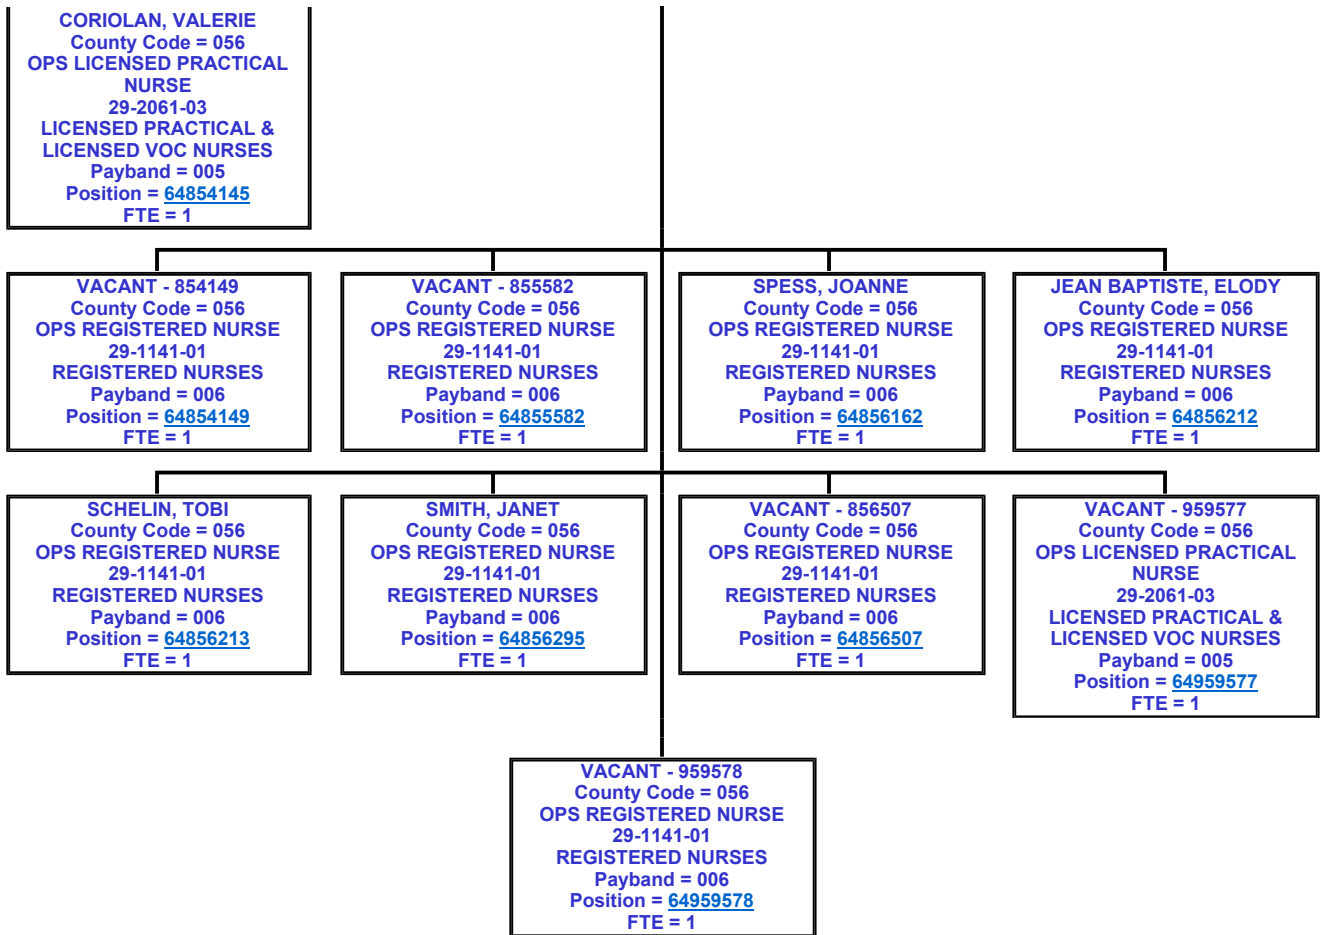 CORIOLAN, VALERIE
County Code = 056
OPS LICENSED PRACTICAL
NURSE
29-2061-03
LICENSED PRACTICAL &
LICENSED VOC NURSES
Payband = 005
Position = 64854145
FTE = 1
VACANT - 854149
County Code = 056
OPS REGISTERED NURSE
29-1141-01
REGISTERED NURSES
Payband = 006
Position = 64854149
FTE = 1
VACANT - 855582
County Code = 056
OPS REGISTERED NURSE
29-1141-01
REGISTERED NURSES
Payband = 006
Position = 64855582
FTE = 1
SPESS, JOANNE
County Code = 056
OPS REGISTERED NURSE
29-1141-01
REGISTERED NURSES
Payband = 006
Position = 64856162
FTE = 1
JEAN BAPTISTE, ELODY
County Code = 056
OPS REGISTERED NURSE
29-1141-01
REGISTERED NURSES
Payband = 006
Position = 64856212
FTE = 1
SCHELIN, TOBI
County Code = 056
OPS REGISTERED NURSE
29-1141-01
REGISTERED NURSES
Payband = 006
Position = 64856213
FTE = 1
SMITH, JANET
County Code = 056
OPS REGISTERED NURSE
29-1141-01
REGISTERED NURSES
Payband = 006
Position = 64856295
FTE = 1
VACANT - 856507
County Code = 056
OPS REGISTERED NURSE
29-1141-01
REGISTERED NURSES
Payband = 006
Position = 64856507
FTE = 1
VACANT - 959577
County Code = 056
OPS LICENSED PRACTICAL
NURSE
29-2061-03
LICENSED PRACTICAL &
LICENSED VOC NURSES
Payband = 005
Position = 64959577
FTE = 1
VACANT - 959578
County Code = 056
OPS REGISTERED NURSE
29-1141-01
REGISTERED NURSES
Payband = 006
Position = 64959578
FTE = 1